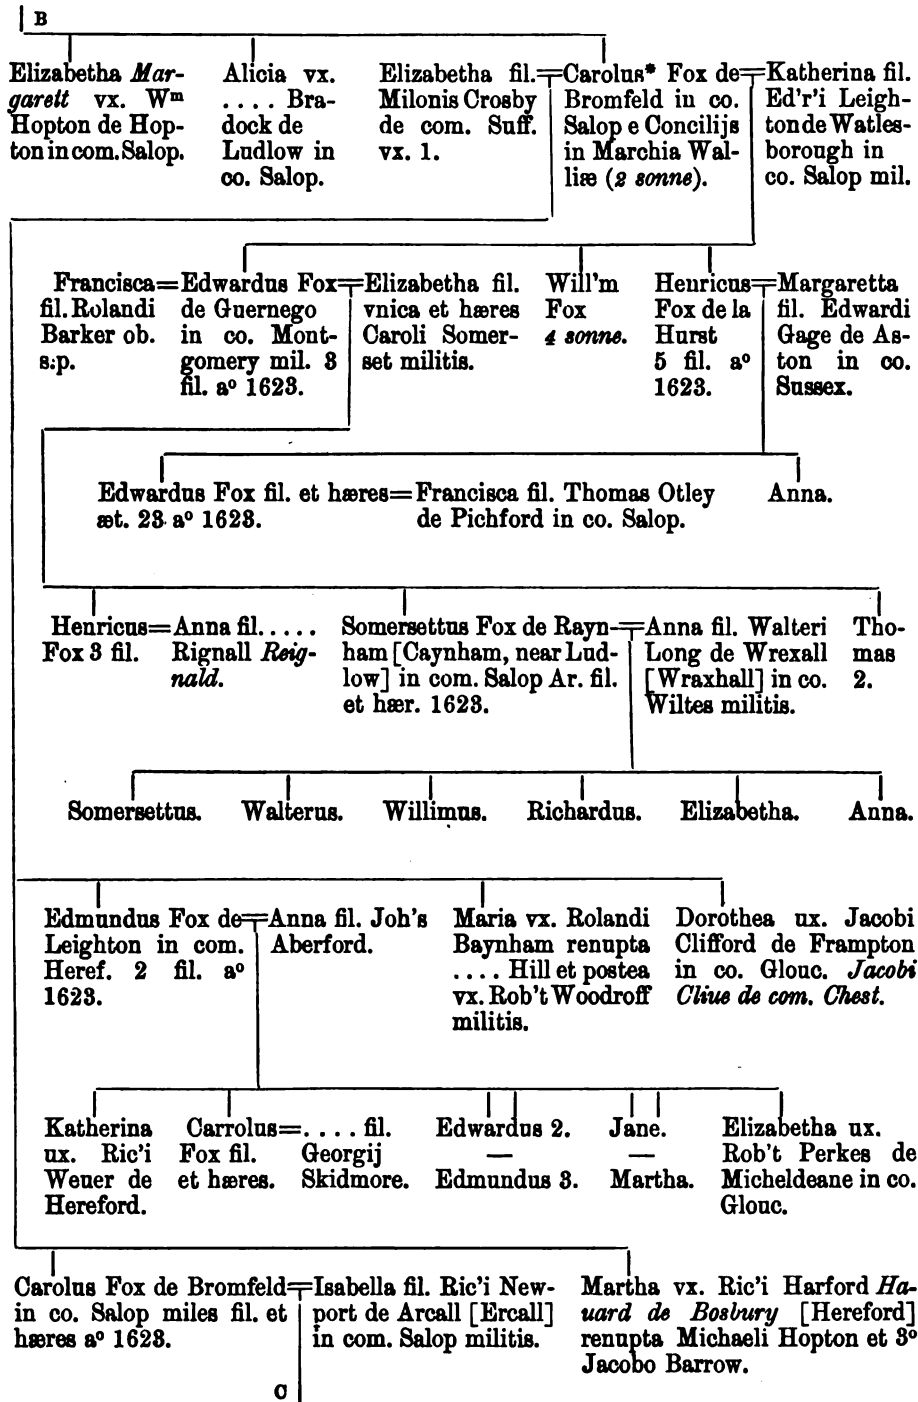 B
Elizabetha Mar-
garett vx. Wm
Hopton de Hop-
ton in com. Salop.
Alicia vx.
.... Bra-
dock de
Ludlow in
co. Salop.
Elizabetha fil.
Milonis Crosby
de com. Suff.
vx. 1.
Carolus* Fox de
Bromfeld in co.
Salop e Concilijs
in Marchia Wal-
liæ (2 sonne).
Katherina fil.
Ed'r'i Leigh-
ton de Watles-
borough in
co. Salop mil.
Francisca
fil. Rolandi
Barker ob.
s.p.
Edwardus Fox
de Guernego
in co. Mont-
gomery mil. 3
fil. aº 1623.
Elizabetha fil.
vnica et hæres
Caroli Somer-
set militis.
Will'm
Fox
4 sonne.
Henricus
Fox de la
Hurst
5 fil. aº
1623.
Margaretta
fil. Edwardi
Gage de As-
ton in co.
Sussex.
Edwardus Fox fil. et hæres
æt. 23 aº 1623.
Francisca fil. Thomas Otley
de Pichford in co. Salop.
Anna.
Henricus
Fox 3 fil.
Anna fil.....
Rignall Reig-
nald.
Somersettus Fox de Rayn-
ham [Caynham, near Lud-
low] in com. Salop Ar. fil.
et hær. 1623.
Anna fil. Walteri
Long de Wrexall
[Wraxhall] in co.
Wiltes militis.
Tho-
mas
2.
Somersettus.
Walterus.
Willimus.
Richardus.
Elizabetha.
Anna.
Edmundus Fox de
Leighton in com.
Heref. 2 fil. aº
1623.
Anna fil. Joh's
Aberford.
Maria vx. Rolandi
Baynham renupta
.... Hill et postea
vx. Rob't Woodroff
militis.
Dorothea ux. Jacobi
Clifford de Frampton
in co. Glouc. Jacobi
Cliue de com. Chest.
Katherina
ux. Ric'i
Wener de
Hereford.
Carrolus
Fox fil.
et hæres.
.... fil.
Georgij
Skidmore.
Edwardus 2.
—
Edmundus 3.
Jane.
—
Martha.
Elizabetha ux.
Rob't Perkes de
Micheldeane in co.
Glouc.
Carolus Fox de Bromfeld
in co. Salop miles fil. et
hæres aº 1623.
Isabella fil. Ric'i New-
port de Arcall [Ercall]
in com. Salop militis.
Martha vx. Ric'i Harford Ha-
uard de Bosbury [Hereford]
renupta Michaeli Hopton et 3º
Jacobo Barrow.
C